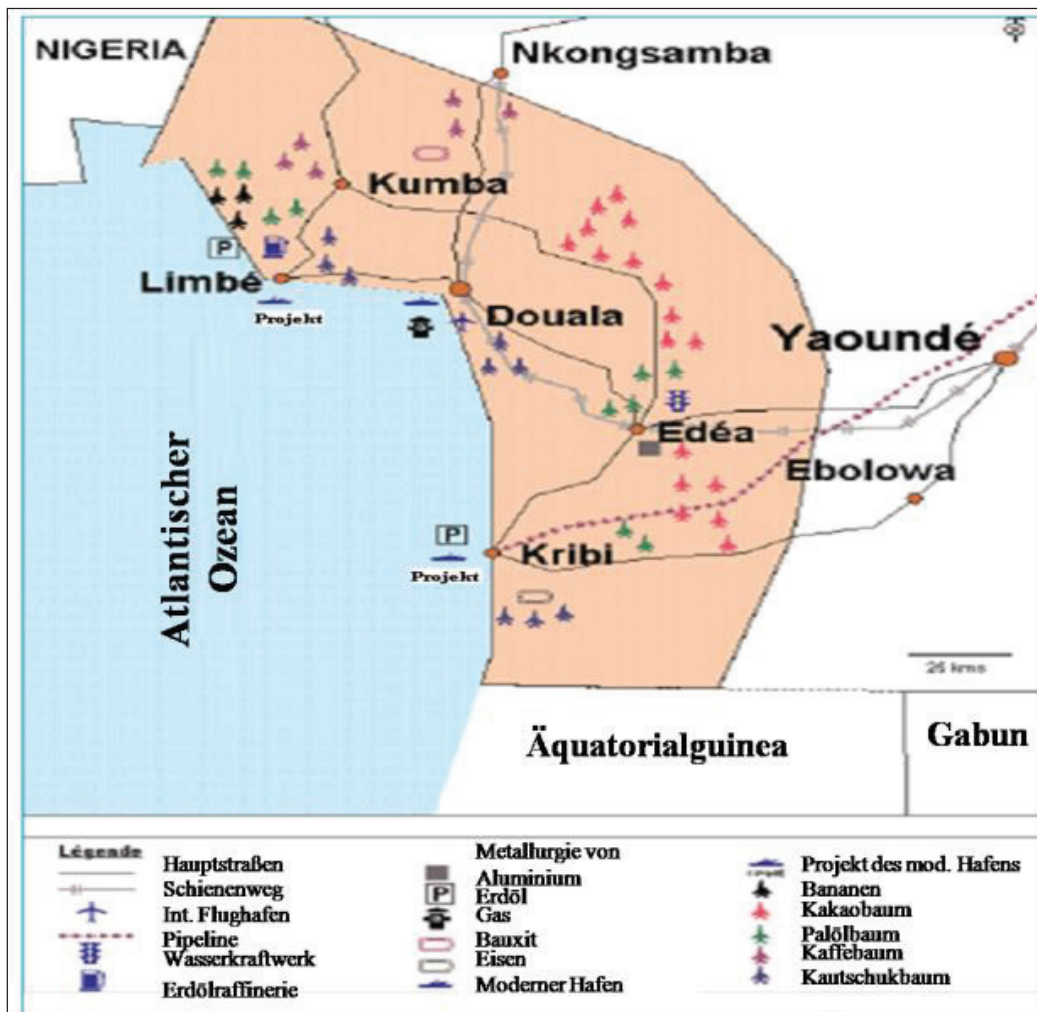 NIGERIA
Nkongsamba
Kumba
P
Limbé
Projekt
Douala
Yaoundé
Edéa
Ebolowa
Atlantischer
Ozean
P
Kribi
Projekt
25 kms
Äquatorialguinea
Gabun
Légende
Hauptstraßen
Schienenweg
Int. Flughafen
Pipeline
Wasserkraftwerk
Erdölraffinerie
Metallurgie von
Aluminium
P Erdöl
Gas
Bauxit
Eisen
Moderner Hafen
Projekt des mod. Hafens
Bananen
Kakaobaum
Palölbaum
Kaffebaum
Kautschukbaum